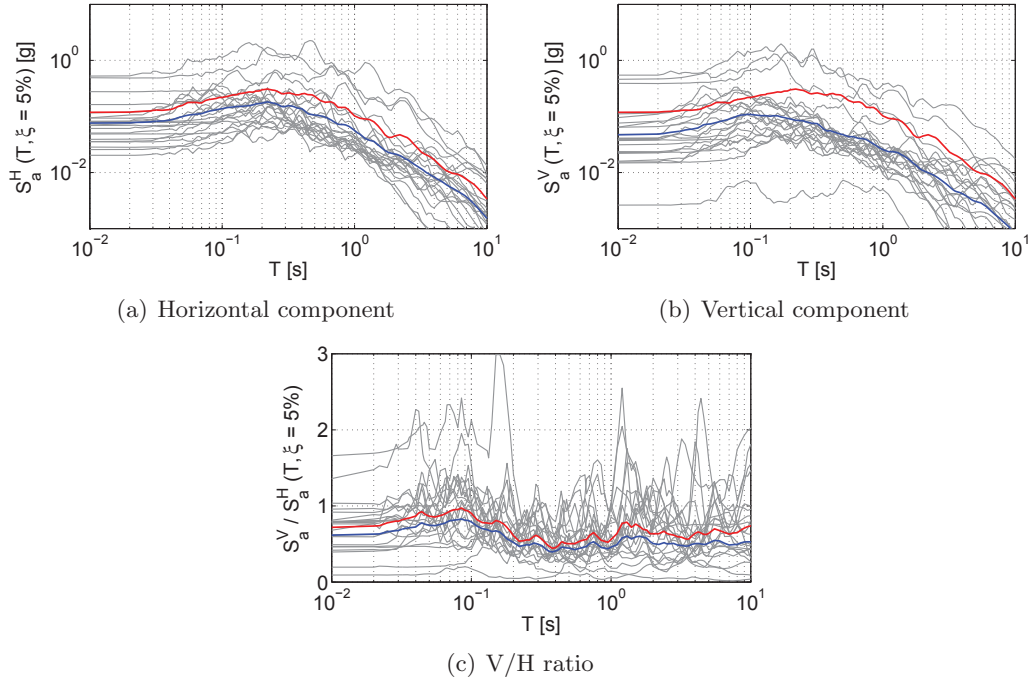 S_a^H (T, ξ = 5%) [g]
10^0
10^−2
10^−2
10^−1
10^0
10^1
T [s]
(a) Horizontal component
S_a^V (T, ξ = 5%) [g]
10^0
10^−2
10^−2
10^−1
10^0
10^1
T [s]
(b) Vertical component
S_a^V / S_a^H (T, ξ = 5%)
3
2
1
0
10^−2
10^−1
10^0
10^1
T [s]
(c) V/H ratio